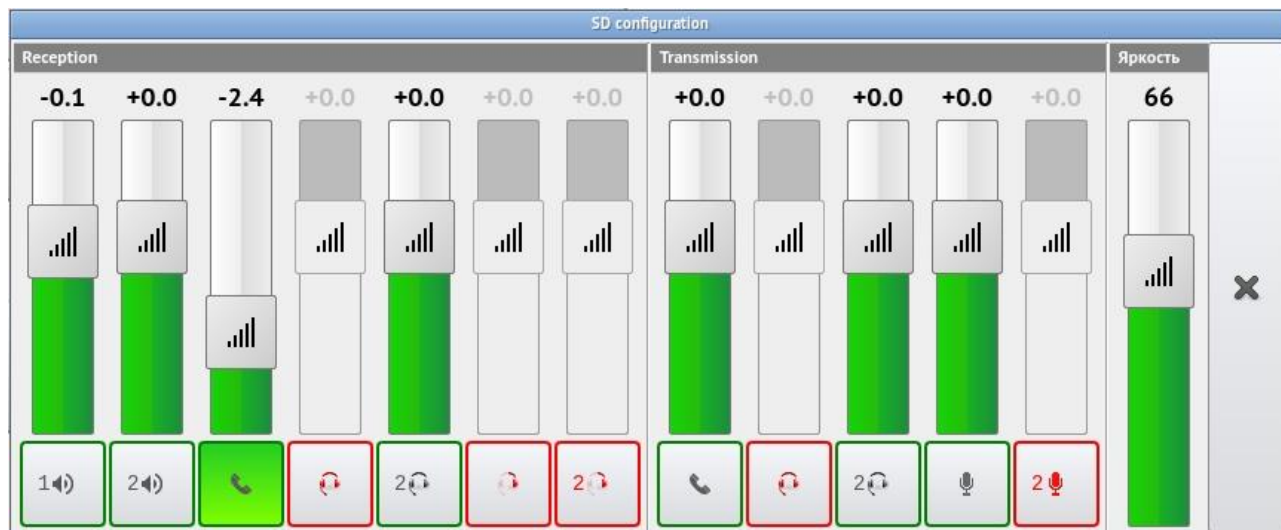 SD configuration
Reception Transmission Яркость
-0.1 +0.0 -2.4 +0.0 +0.0 +0.0 +0.0 +0.0 +0.0 +0.0 +0.0 +0.0 66
1 2 2 2 2 2